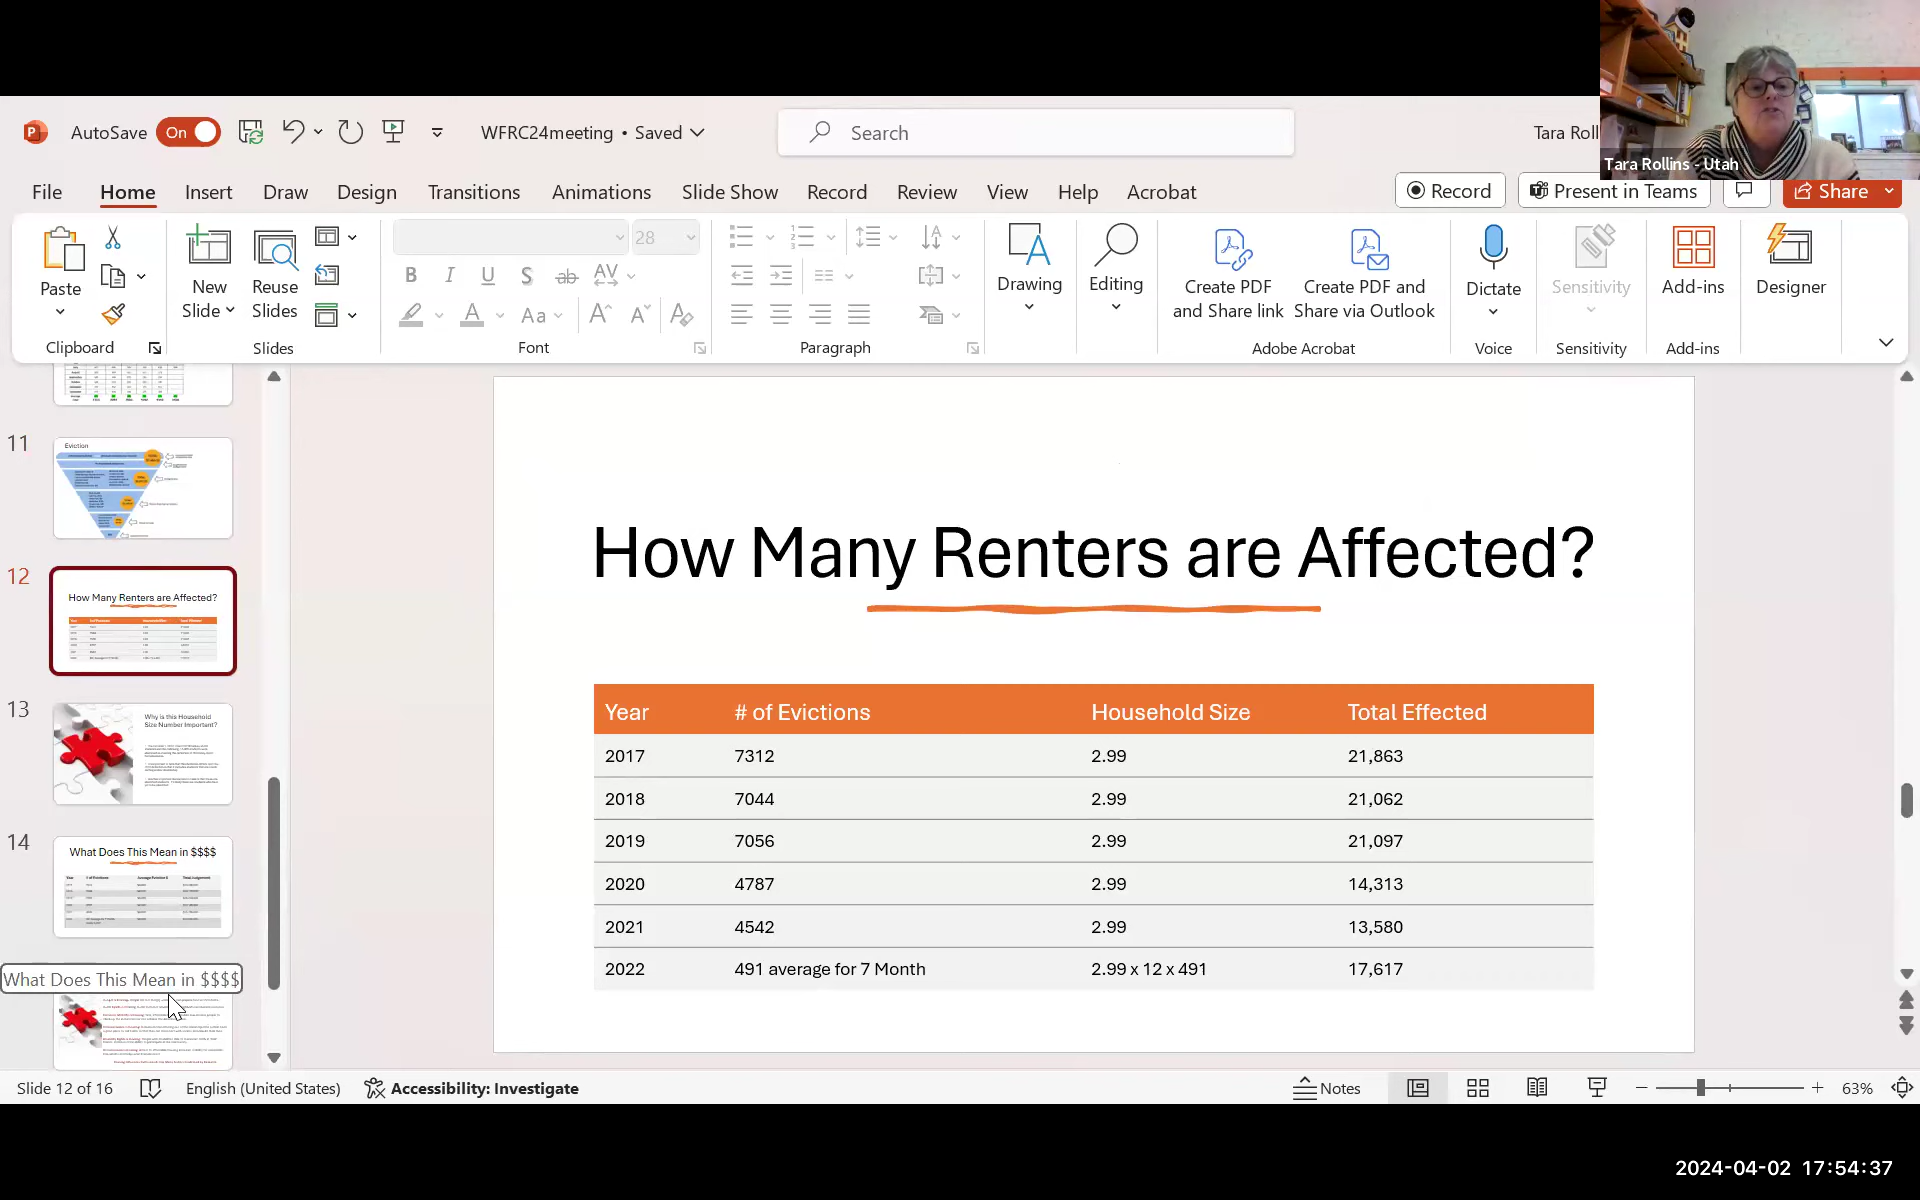 AutoSave On WFRC24meeting • Saved Search Tara Roll
Tara Rollins - Utah
File Home Insert Draw Design Transitions Animations Slide Show Record Review View Help Acrobat Record Present in Teams Share
Paste New Slide Reuse Slides 28 Drawing Editing Create PDF and Share link Create PDF and Share via Outlook Dictate Sensitivity Add-ins Designer
Clipboard Slides Font Paragraph Adobe Acrobat Voice Sensitivity Add-ins
11
Eviction
12
How Many Renters are Affected?
13
Why is this Household
Size Number Important?
14
What Does This Mean in $$$$
What Does This Mean in $$$$
How Many Renters are Affected?
Year # of Evictions Household Size Total Effected
2017 7312 2.99 21,863
2018 7044 2.99 21,062
2019 7056 2.99 21,097
2020 4787 2.99 14,313
2021 4542 2.99 13,580
2022 491 average for 7 Month 2.99 x 12 x 491 17,617
Slide 12 of 16 English (United States) Accessibility: Investigate Notes 63%
2024-04-02 17:54:37